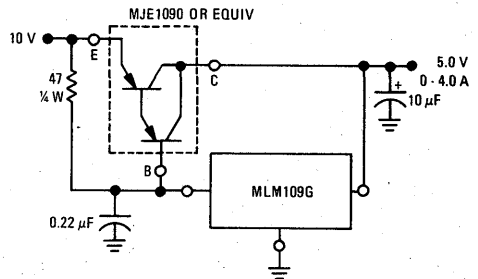 MJE1090 OR EQUIV
10 V
E
C
5.0 V
0 - 4.0 A
47
¼ W
+
10 µF
B
MLM109G
0.22 µF